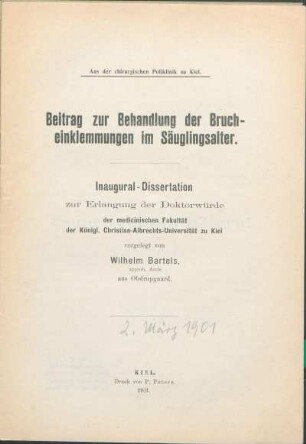 Aus der chirurgischen Poliklinik zu Kiel.
Beitrag zur Behandlung der Bruch-
einklemmungen im Säuglingsalter.
Inaugural-Dissertation
zur Erlangung der Doktorwürde
der medicinischen Fakultät
der Königl. Christian-Albrechts-Universität zu Kiel
vorgelegt von
Wilhelm Bartels,
approb. Arzt
aus
2. März 1901
KIEL.
Druck von P. Peters.
1901.